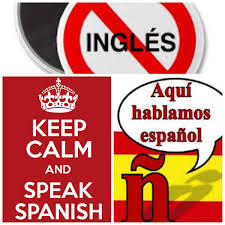 INGLÉS
KEEP
CALM
AND
SPEAK
SPANISH
Aquí
hablamos
español
ñ